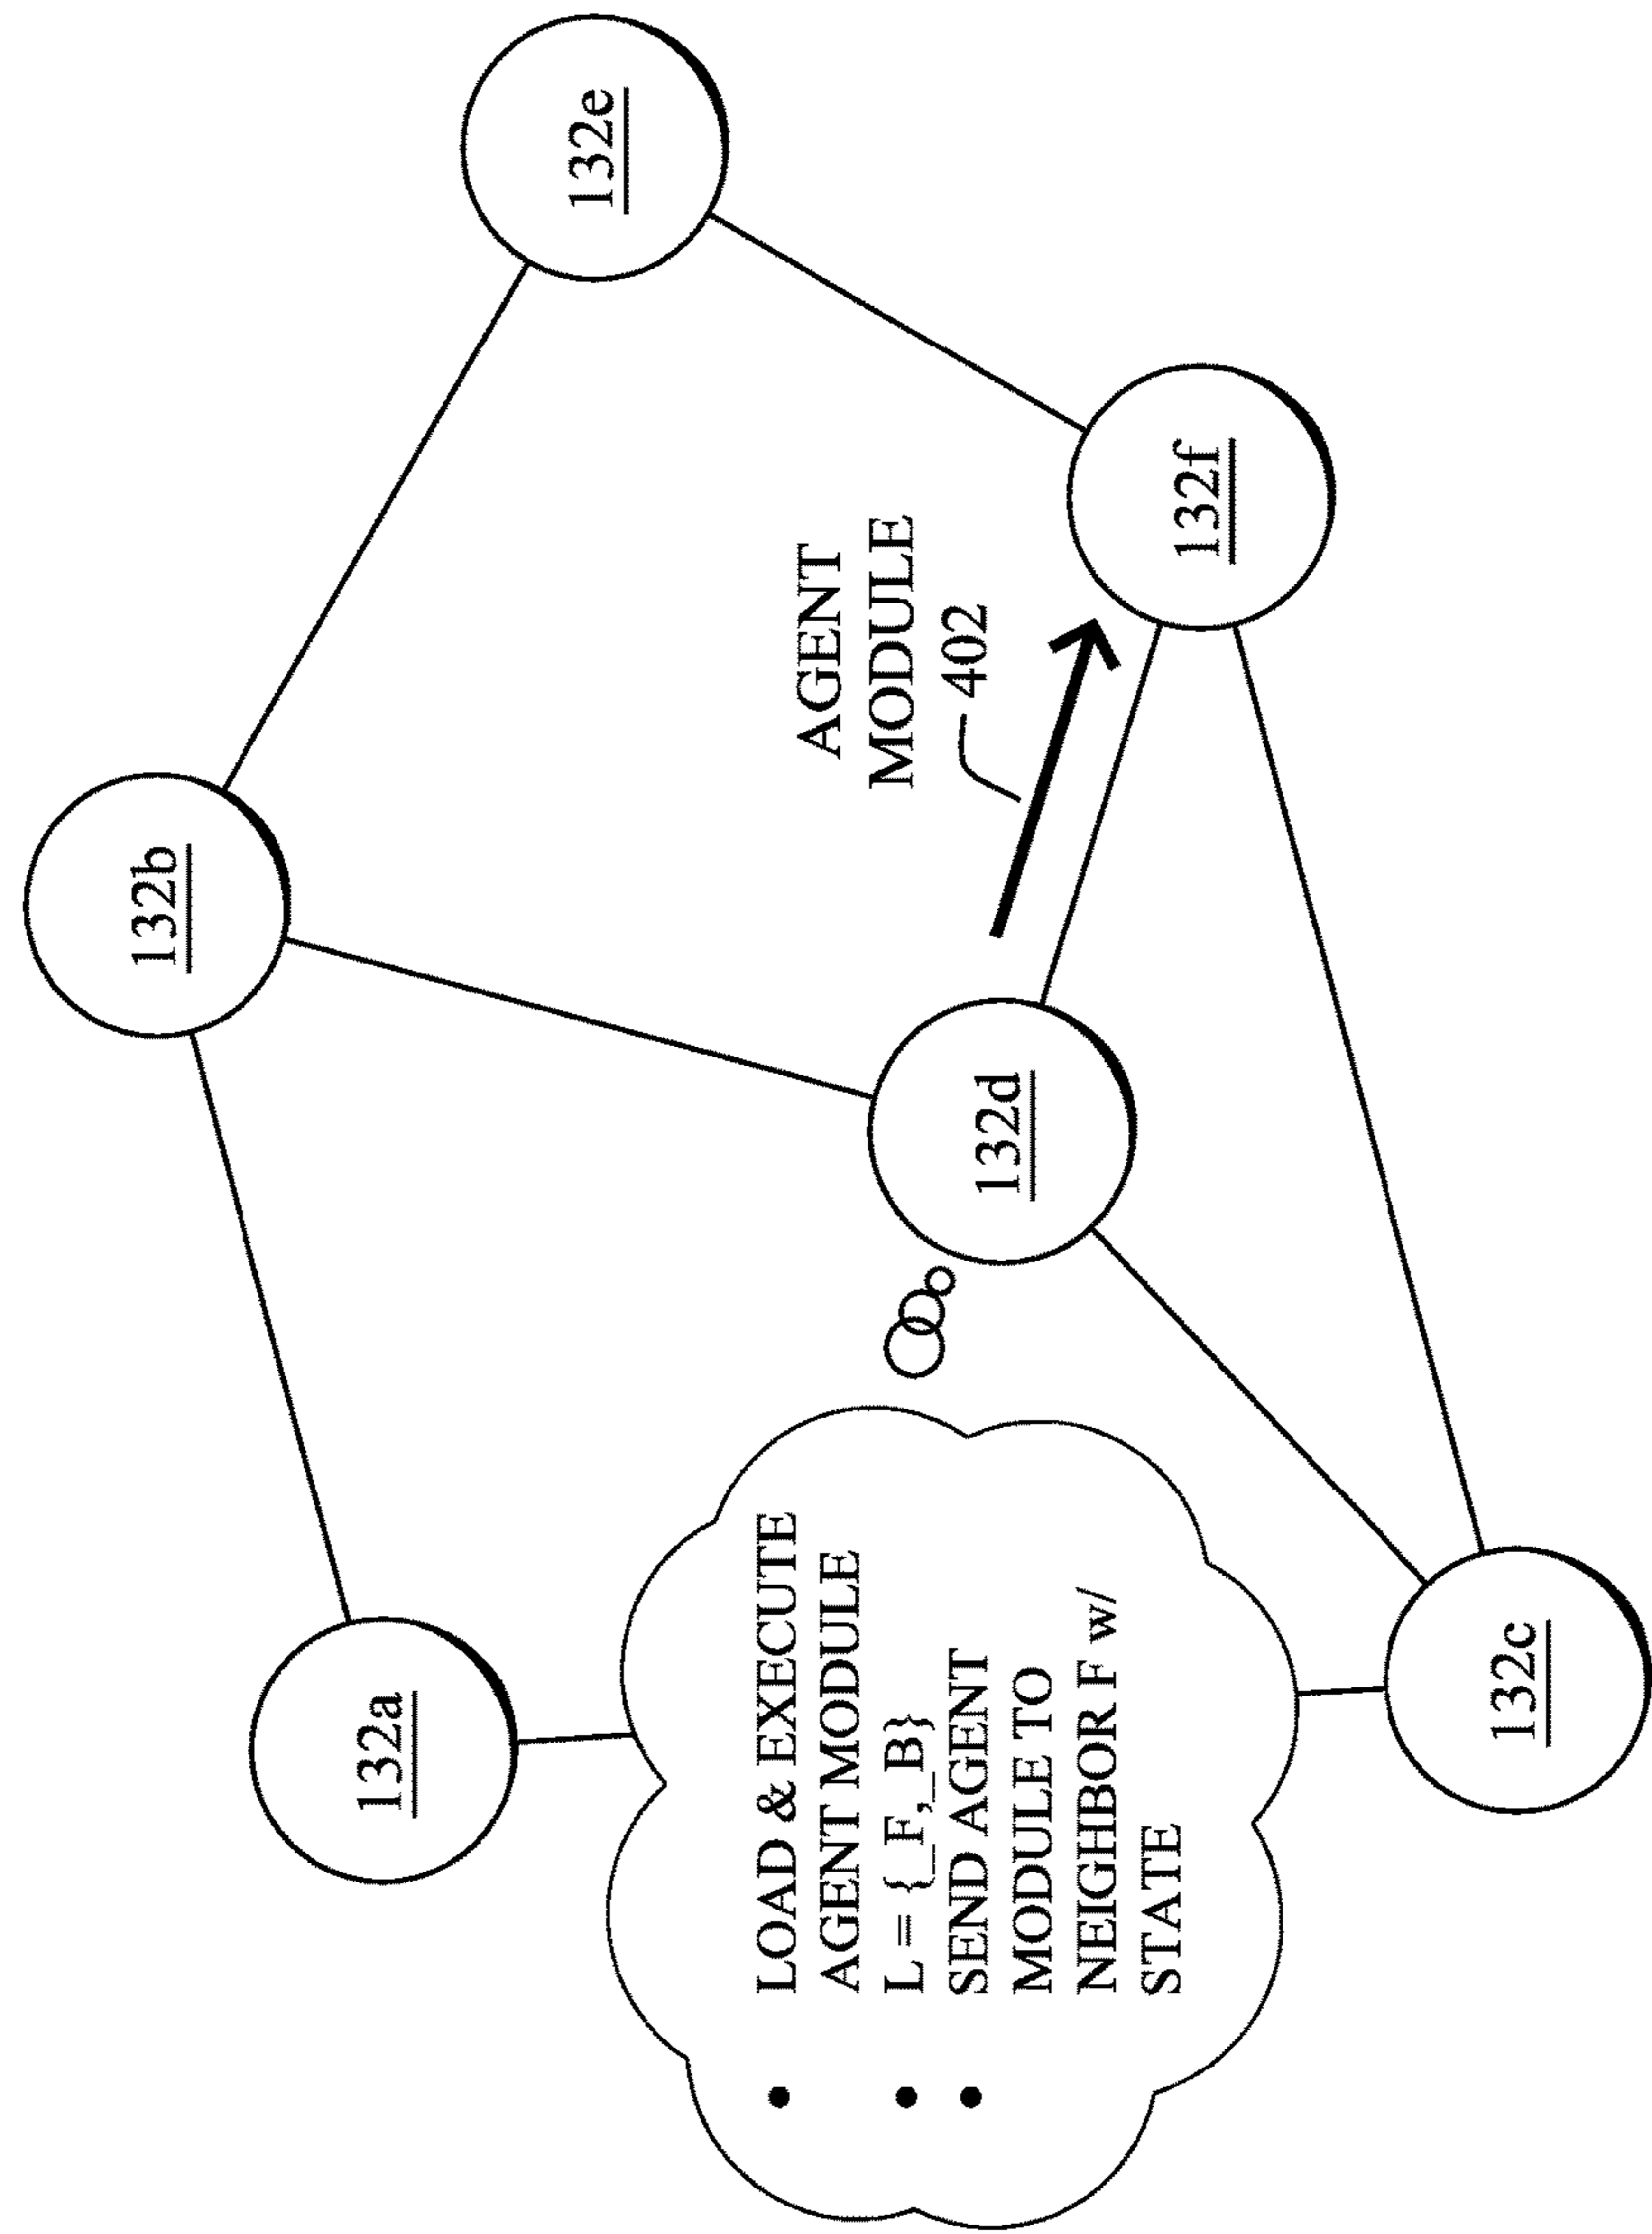 132a
132b
132e
• LOAD & EXECUTE
AGENT MODULE
• L = {_F,_B}
• SEND AGENT
MODULE TO
NEIGHBOR F w/
STATE
132d
AGENT
MODULE
402
132f
132c